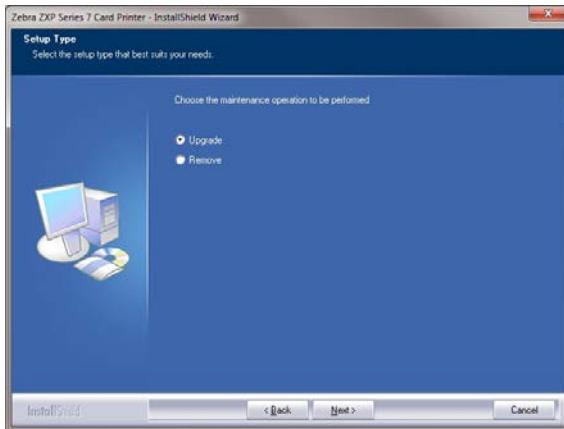 Zebra ZXP Series 7 Card Printer - InstallShield Wizard
Setup Type
Select the setup type that best suits your needs.
Choose the maintenance operation to be performed
Upgrade
Remove
InstallShield
< Back
Next >
Cancel